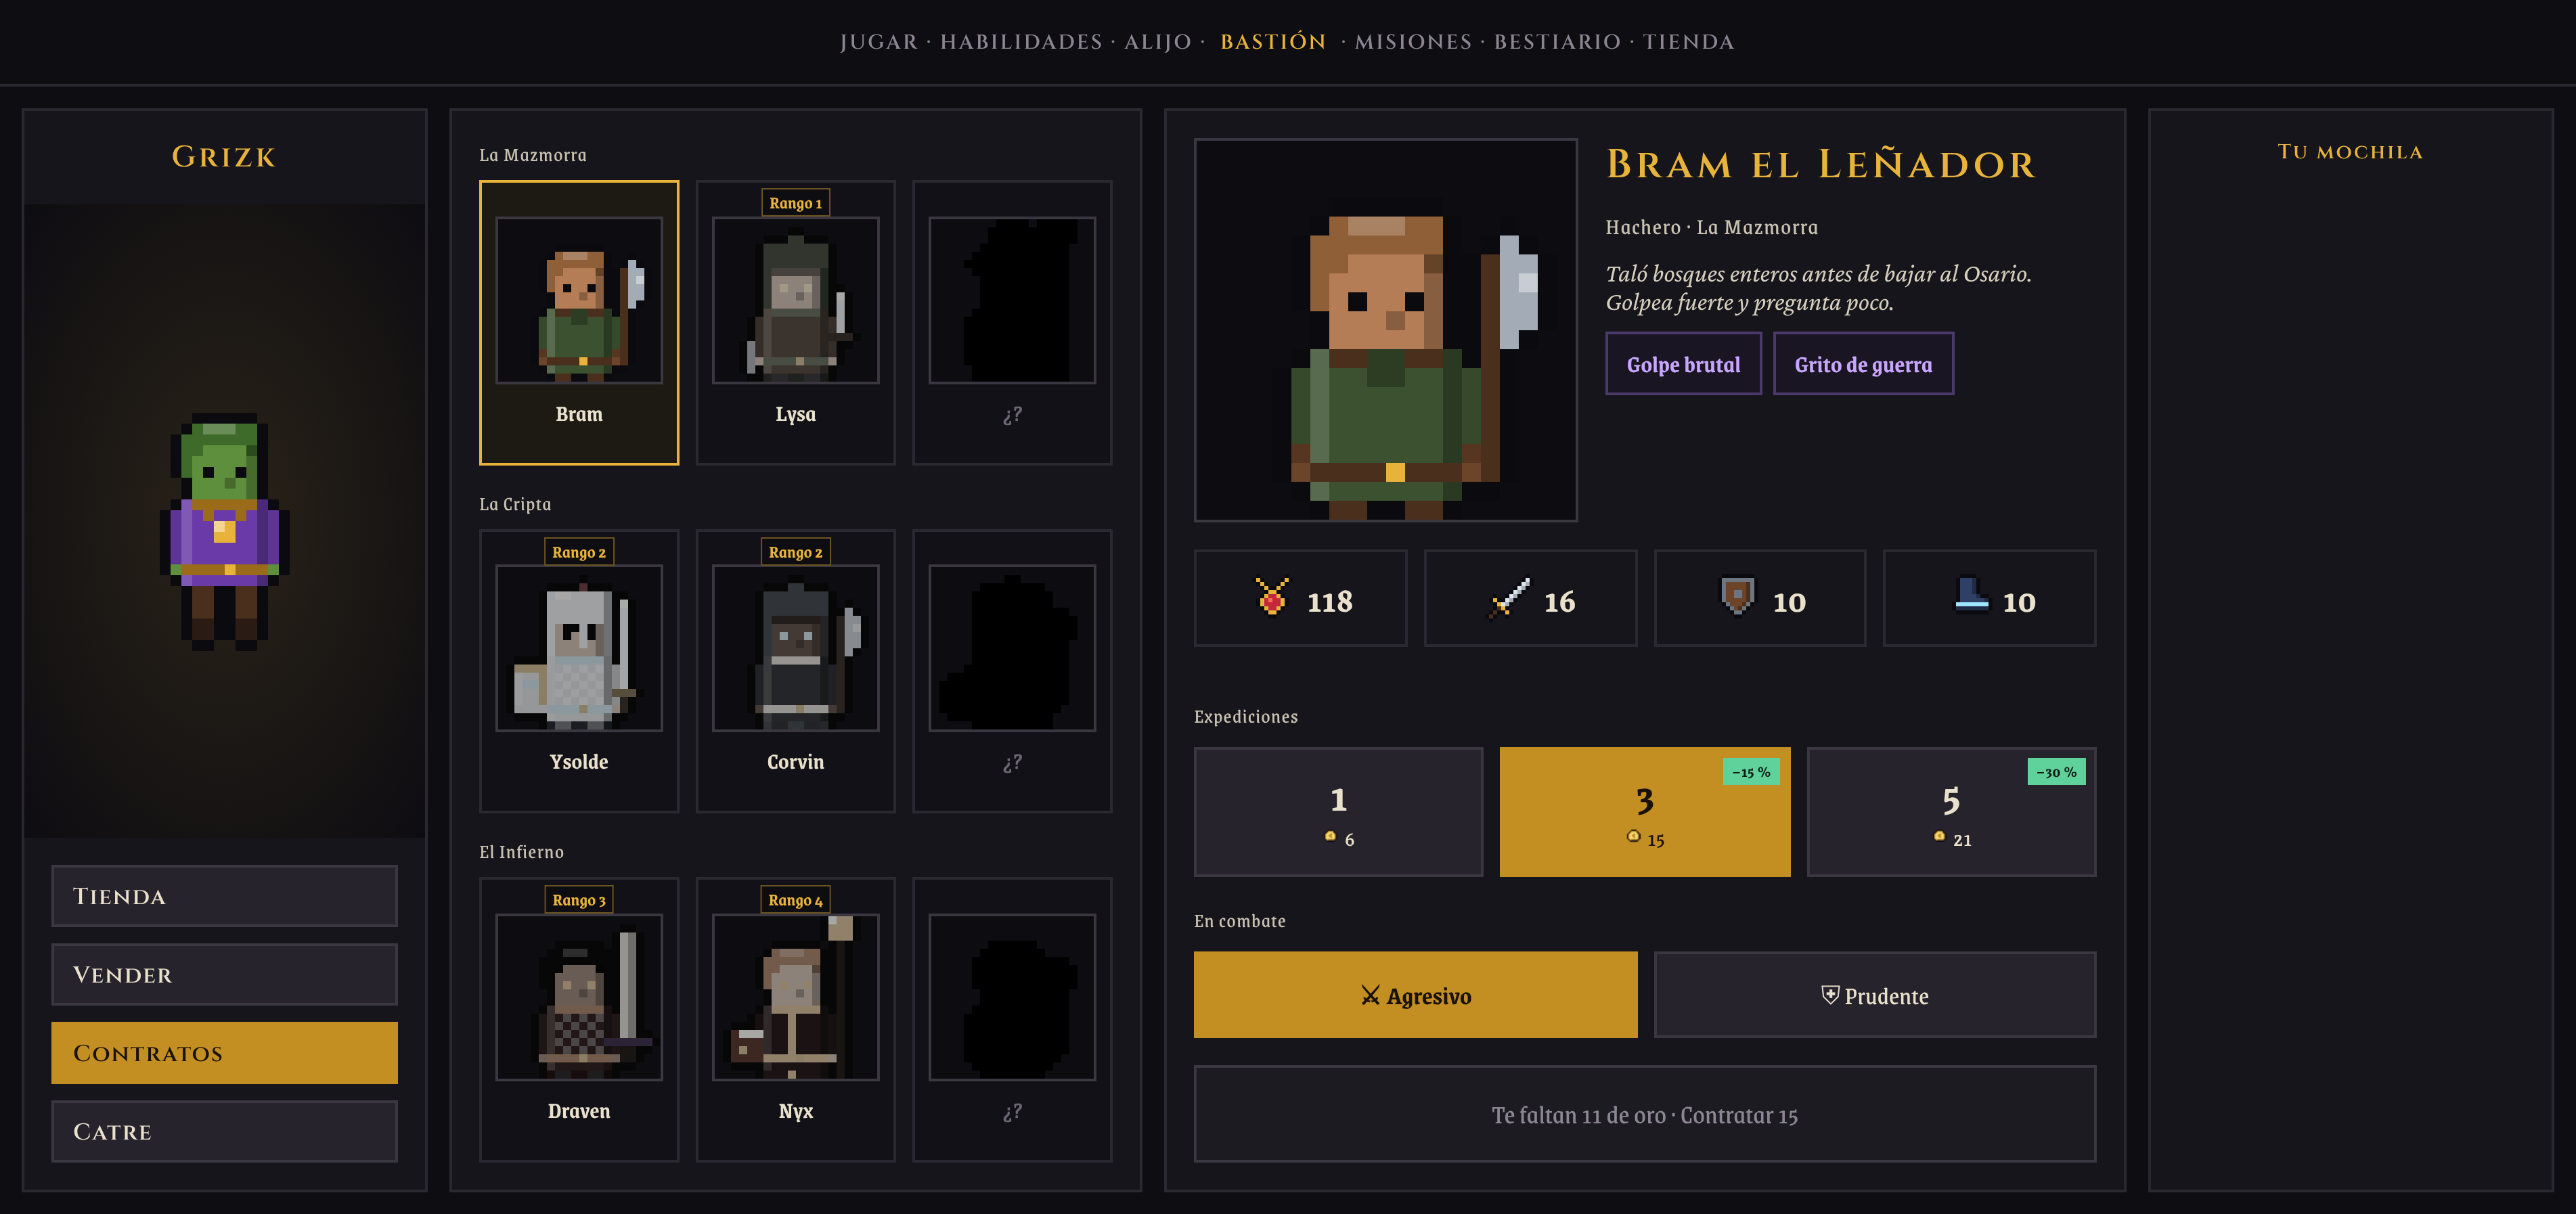 JUGAR · HABILIDADES · ALIJO · BASTIÓN · MISIONES · BESTIARIO · TIENDA
Grizk
Tienda
Vender
Contratos
Catre
La Mazmorra
Bram
Rango 1
Lysa
¿?
La Cripta
Rango 2
Ysolde
Rango 2
Corvin
¿?
El Infierno
Rango 3
Draven
Rango 4
Nyx
¿?
Bram el Leñador
Hachero · La Mazmorra
Taló bosques enteros antes de bajar al Osario.
Golpea fuerte y pregunta poco.
Golpe brutal
Grito de guerra
118
16
10
10
Expediciones
1
6
−15 %
3
15
−30 %
5
21
En combate
⚔ Agresivo
⛨ Prudente
Te faltan 11 de oro · Contratar 15
Tu mochila